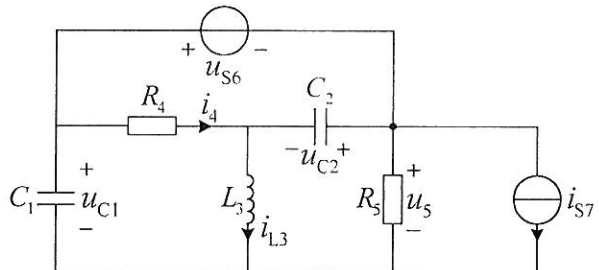 + −
u_S6
R_4 i_4 C_2
+ − u_C2 + +
C_1 u_C1 L_3 R_5 u_5 i_S7
− i_L3 −